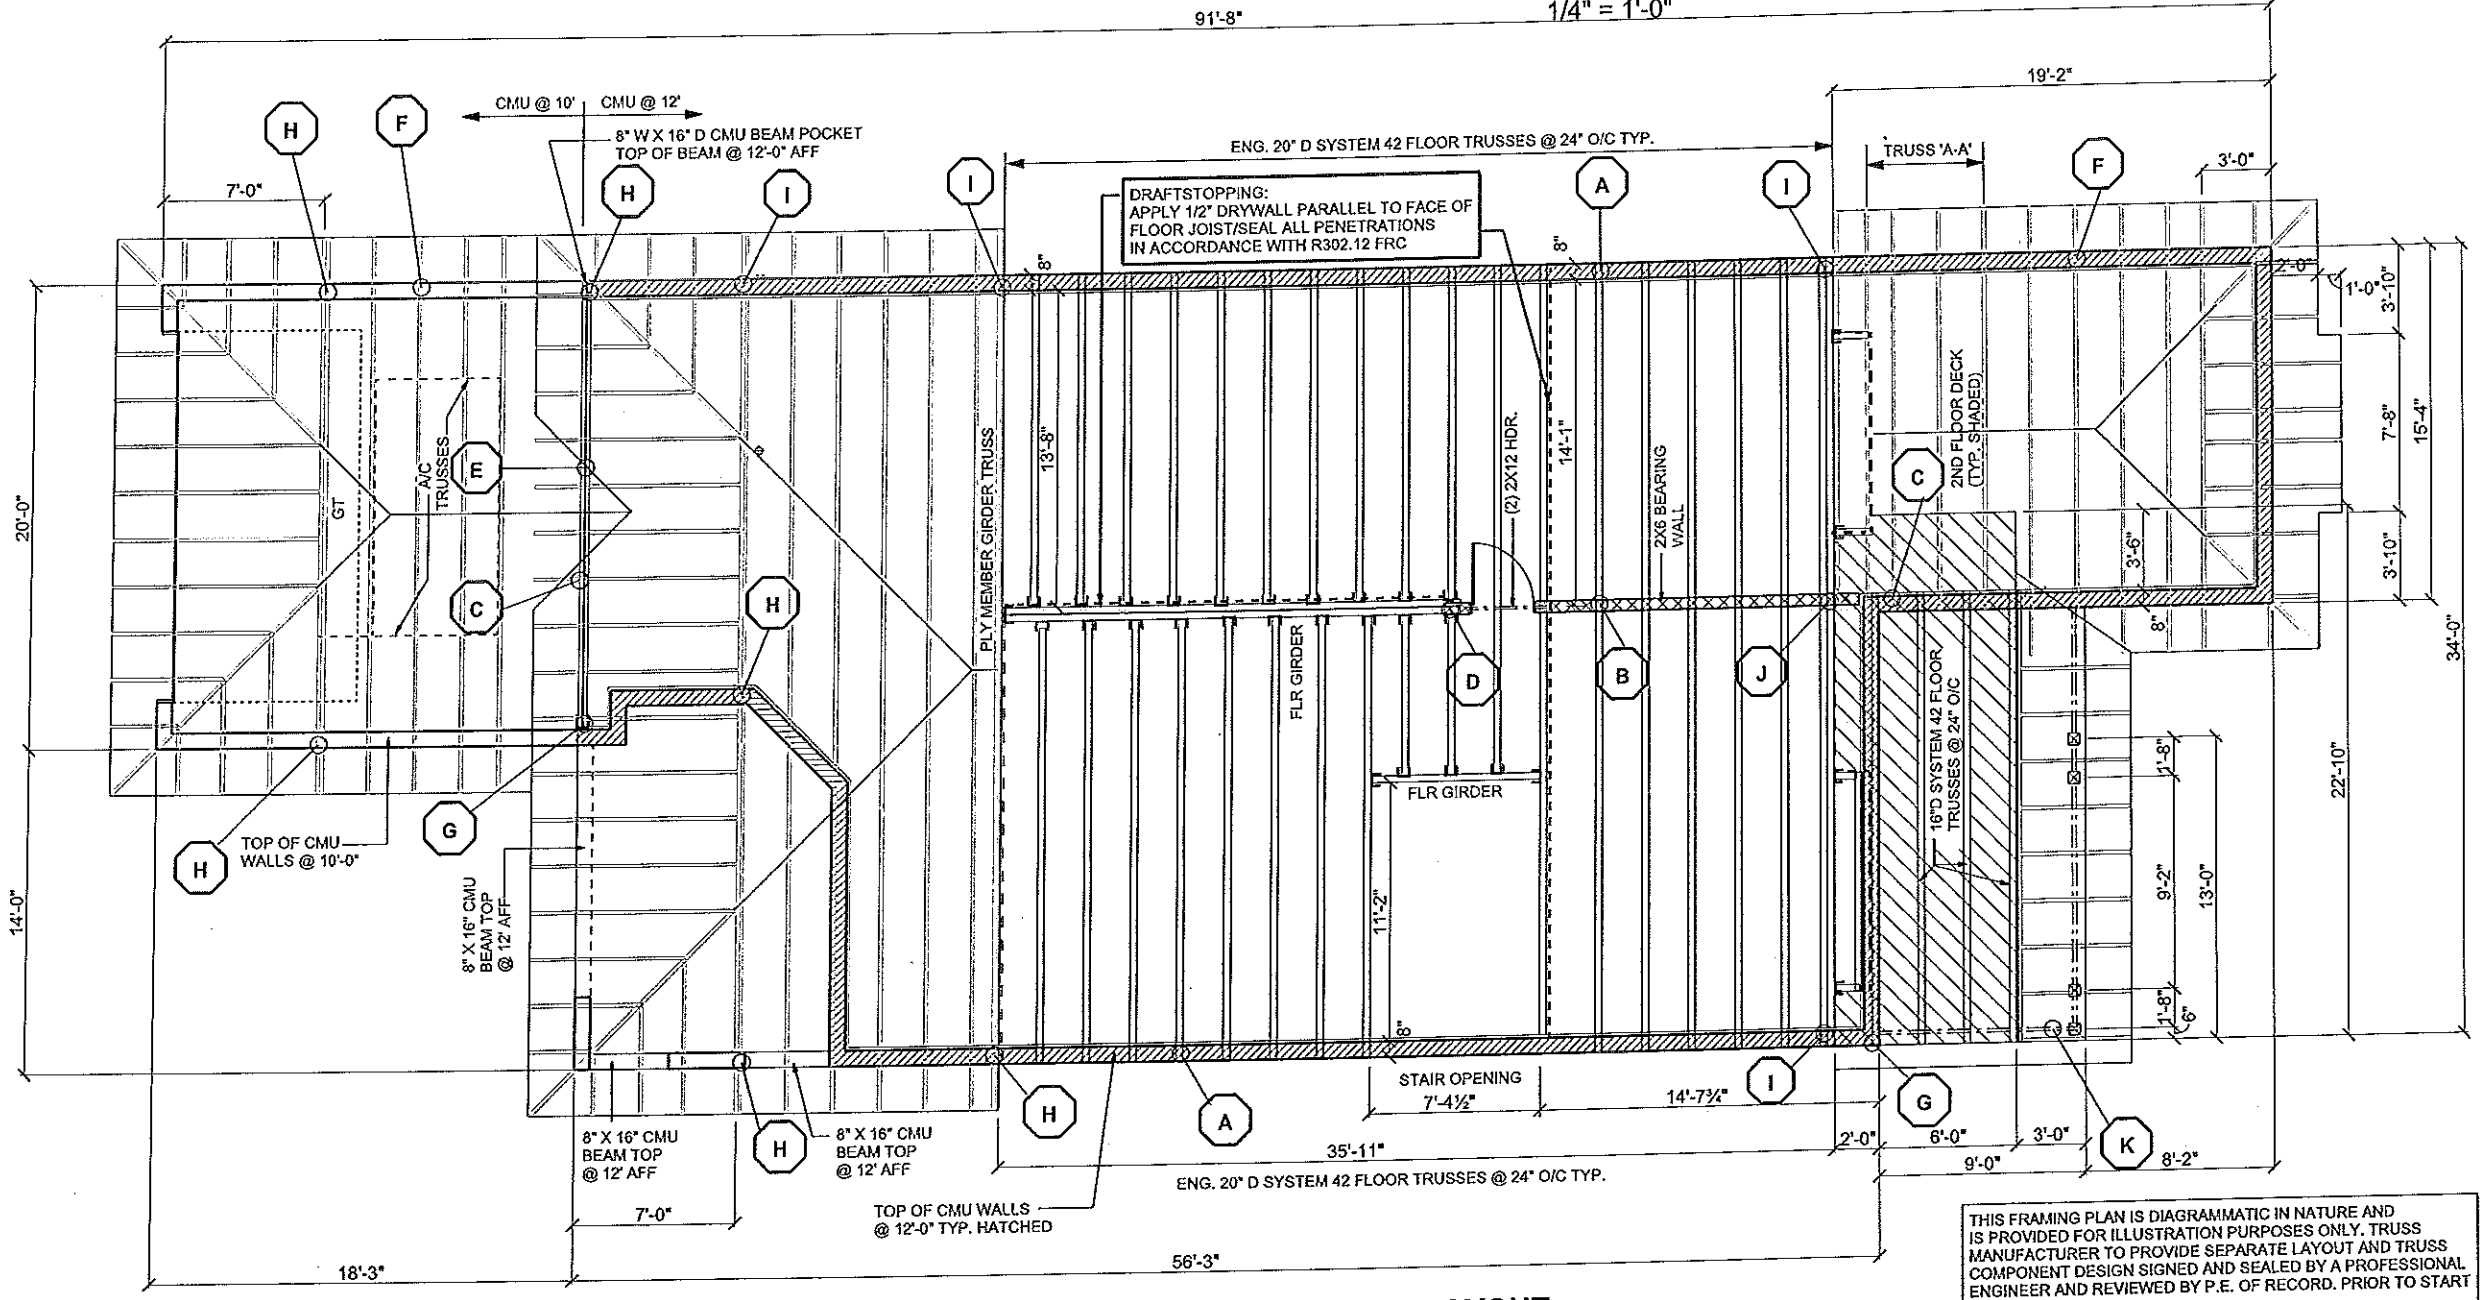 91'-8"
1/4" = 1'-0"
19'-2"
CMU @ 10'
CMU @ 12'
H
F
8" W X 16" D CMU BEAM POCKET
TOP OF BEAM @ 12'-0" AFF
ENG. 20" D SYSTEM 42 FLOOR TRUSSES @ 24" O/C TYP.
TRUSS 'A-A'
3'-0"
F
7'-0"
H
I
I
A
I
DRAFTSTOPPING:
APPLY 1/2" DRYWALL PARALLEL TO FACE OF
FLOOR JOIST/SEAL ALL PENETRATIONS
IN ACCORDANCE WITH R302.12 FRC
8"
8"
2'-0"
1'-0"
3'-10"
7'-8"
15'-4"
3'-10"
34'-0"
20'-0"
GT
A/C
TRUSSES
E
C
H
PLY MEMBER GIRDER TRUSS
13'-8"
(2) 2X12 HDR.
14'-1"
2X6 BEARING
WALL
2ND FLOOR DECK
(TYP. SHADED)
C
3'-6"
8"
FLR GIRDER
D
B
J
16"D SYSTEM 42 FLOOR
TRUSSES @ 24" O/C
1'-8"
9'-2"
13'-0"
22'-10"
1'-8"
6"
FLR GIRDER
11'-2"
8"
G
H
TOP OF CMU
WALLS @ 10'-0"
14'-0"
8" X 16" CMU
BEAM TOP
@ 12' AFF
STAIR OPENING
7'-4½"
14'-7¾"
I
G
K
H
A
H
8" X 16" CMU
BEAM TOP
@ 12' AFF
8" X 16" CMU
BEAM TOP
@ 12' AFF
35'-11"
2'-0"
6'-0"
3'-0"
9'-0"
8'-2"
ENG. 20" D SYSTEM 42 FLOOR TRUSSES @ 24" O/C TYP.
7'-0"
TOP OF CMU WALLS
@ 12'-0" TYP. HATCHED
18'-3"
56'-3"
THIS FRAMING PLAN IS DIAGRAMMATIC IN NATURE AND
IS PROVIDED FOR ILLUSTRATION PURPOSES ONLY. TRUSS
MANUFACTURER TO PROVIDE SEPARATE LAYOUT AND TRUSS
COMPONENT DESIGN SIGNED AND SEALED BY A PROFESSIONAL
ENGINEER AND REVIEWED BY P.E. OF RECORD. PRIOR TO START